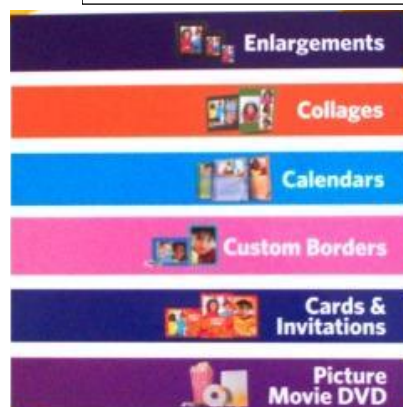 Enlargements
Collages
Calendars
Custom Borders
Cards &
Invitations
Picture
Movie DVD